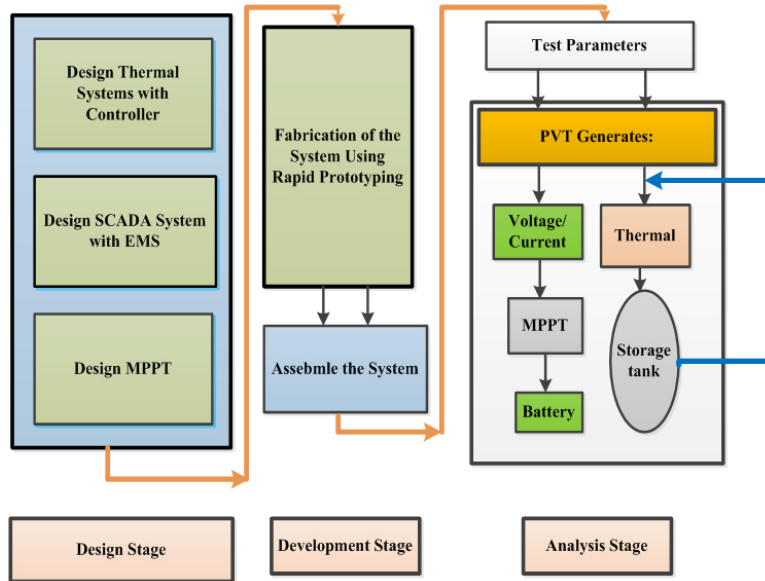 Design Thermal
Systems with
Controller
Design SCADA System
with EMS
Design MPPT
Design Stage
Fabrication of the
System Using
Rapid Prototyping
Assebmle the System
Development Stage
Test Parameters
PVT Generates:
Voltage/
Current
Thermal
MPPT
Storage
tank
Battery
Analysis Stage